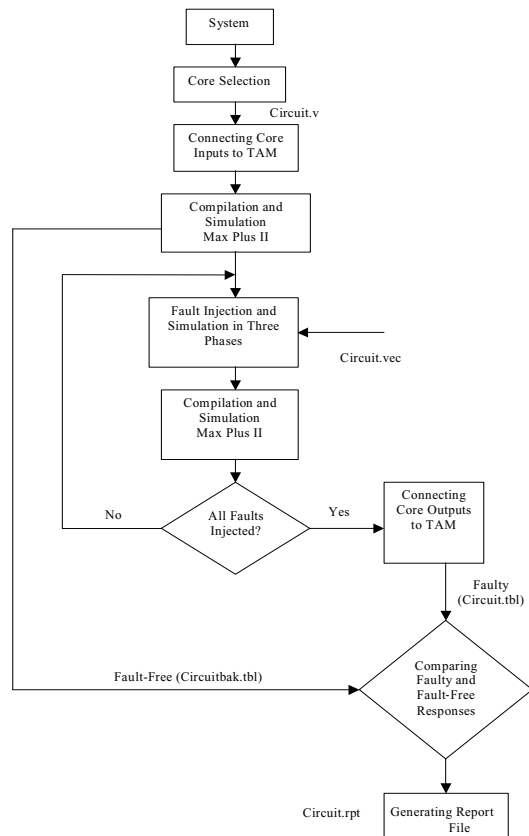 System
Core Selection
Circuit.v
Connecting Core
Inputs to TAM
Compilation and
Simulation
Max Plus II
Fault Injection and
Simulation in Three
Phases
Circuit.vec
Compilation and
Simulation
Max Plus II
No
All Faults
Injected?
Yes
Connecting
Core Outputs
to TAM
Faulty
(Circuit.tbl)
Comparing
Faulty and
Fault-Free
Responses
Fault-Free (Circuitbak.tbl)
Circuit.rpt
Generating Report
File